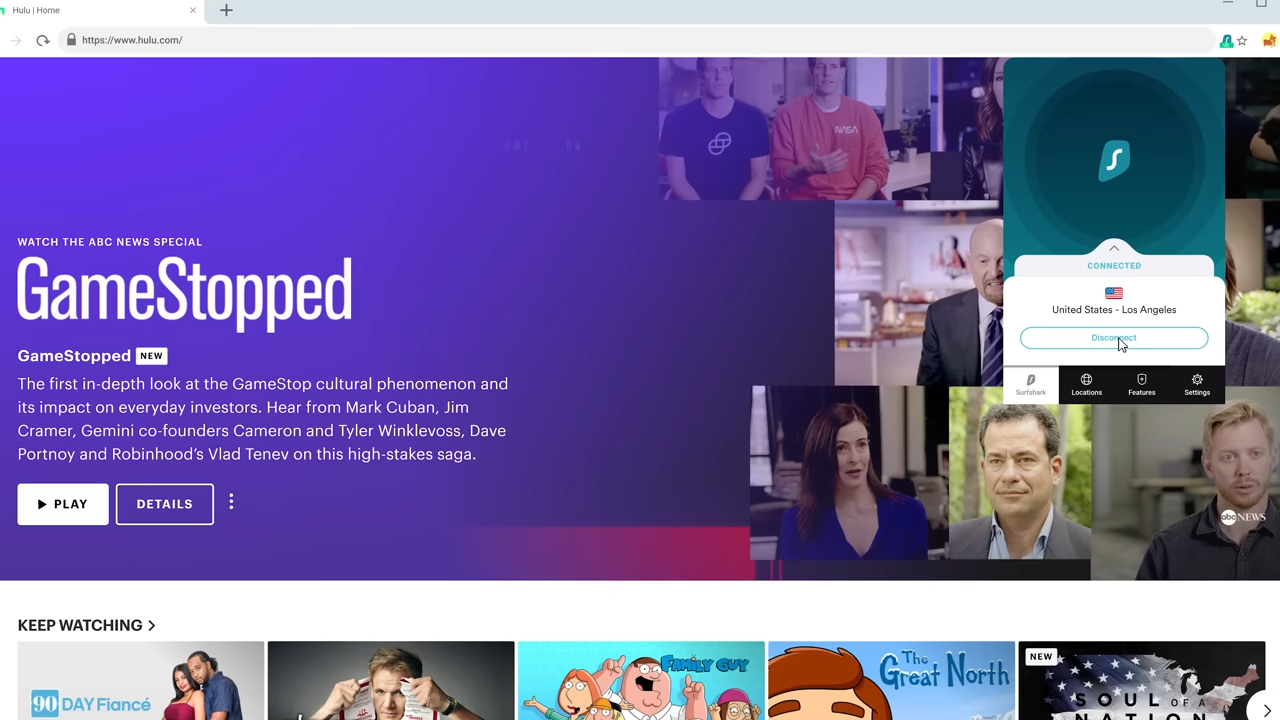 Hulu | Home
https://www.hulu.com/
NASA
WATCH THE ABC NEWS SPECIAL
GameStopped
GameStopped NEW
The first in-depth look at the GameStop cultural phenomenon and
its impact on everyday investors. Hear from Mark Cuban, Jim
Cramer, Gemini co-founders Cameron and Tyler Winklevoss, Dave
Portnoy and Robinhood's Vlad Tenev on this high-stakes saga.
PLAY
DETAILS
CONNECTED
United States - Los Angeles
Disconnect
Surfshark
Locations
Features
Settings
abc NEWS
KEEP WATCHING
90 DAY Fiancé
FAMILY GUY
The Great North
NEW
SOUL OF A
NATION